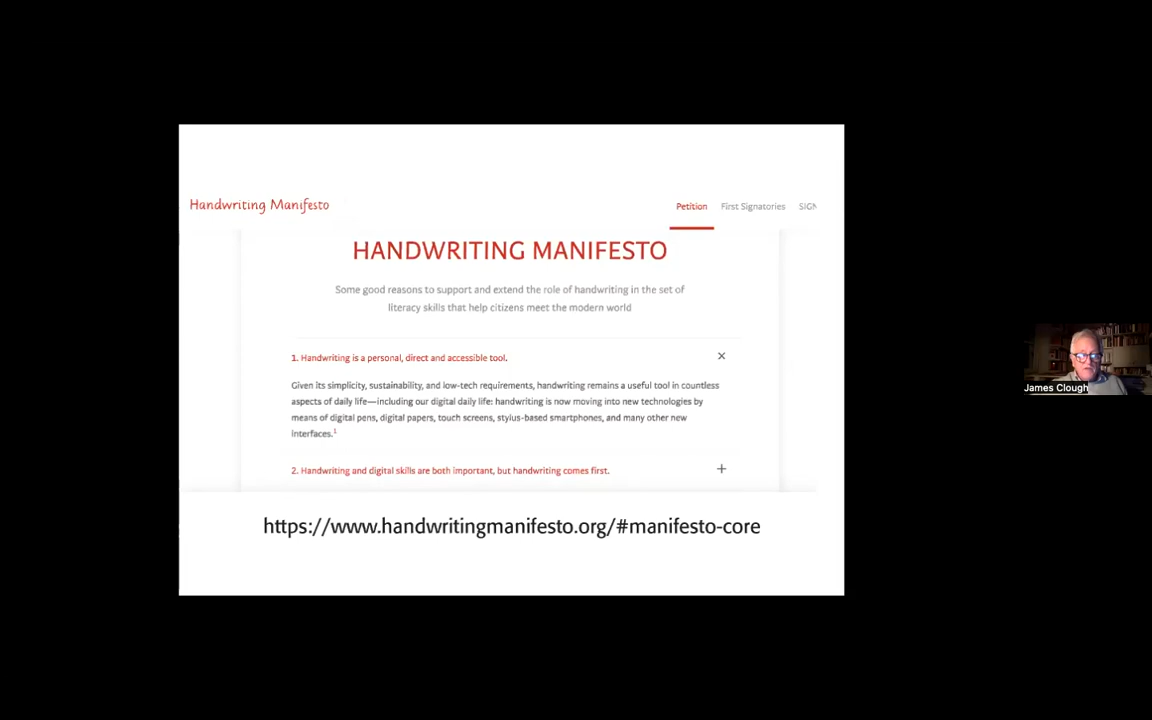 Handwriting Manifesto
Petition First Signatories SIGN
HANDWRITING MANIFESTO
Some good reasons to support and extend the role of handwriting in the set of
literacy skills that help citizens meet the modern world
1. Handwriting is a personal, direct and accessible tool.
Given its simplicity, sustainability, and low-tech requirements, handwriting remains a useful tool in countless
aspects of daily life—including our digital daily life: handwriting is now moving into new technologies by
means of digital pens, digital papers, touch screens, stylus-based smartphones, and many other new
interfaces.¹
2. Handwriting and digital skills are both important, but handwriting comes first.
https://www.handwritingmanifesto.org/#manifesto-core
James Clough